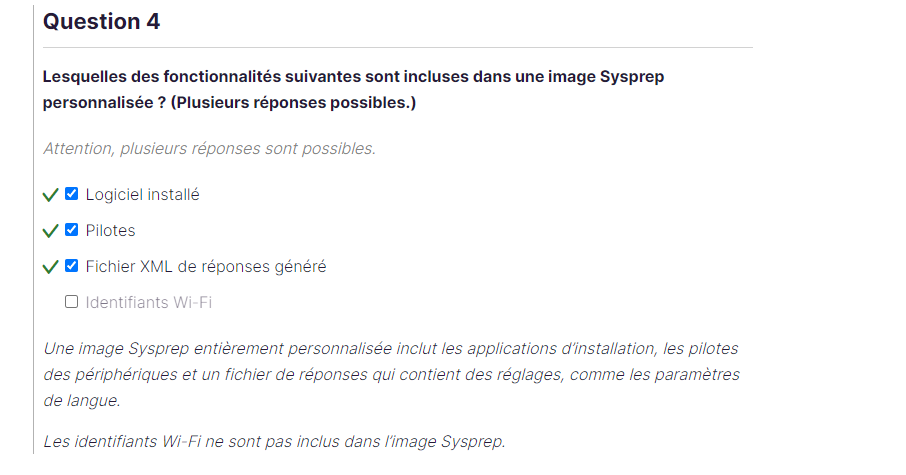 Question 4
Lesquelles des fonctionnalités suivantes sont incluses dans une image Sysprep
personnalisée ? (Plusieurs réponses possibles.)
Attention, plusieurs réponses sont possibles.
Logiciel installé
Pilotes
Fichier XML de réponses généré
Identifiants Wi-Fi
Une image Sysprep entièrement personnalisée inclut les applications d’installation, les pilotes
des périphériques et un fichier de réponses qui contient des réglages, comme les paramètres
de langue.
Les identifiants Wi-Fi ne sont pas inclus dans l’image Sysprep.